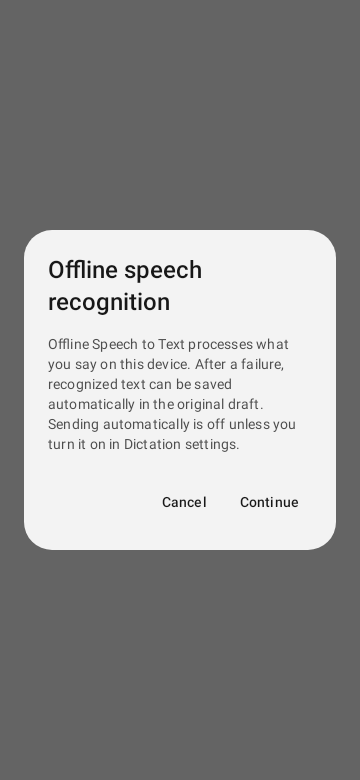 Offline speech
recognition
Offline Speech to Text processes what
you say on this device. After a failure,
recognized text can be saved
automatically in the original draft.
Sending automatically is off unless you
turn it on in Dictation settings.
Cancel Continue